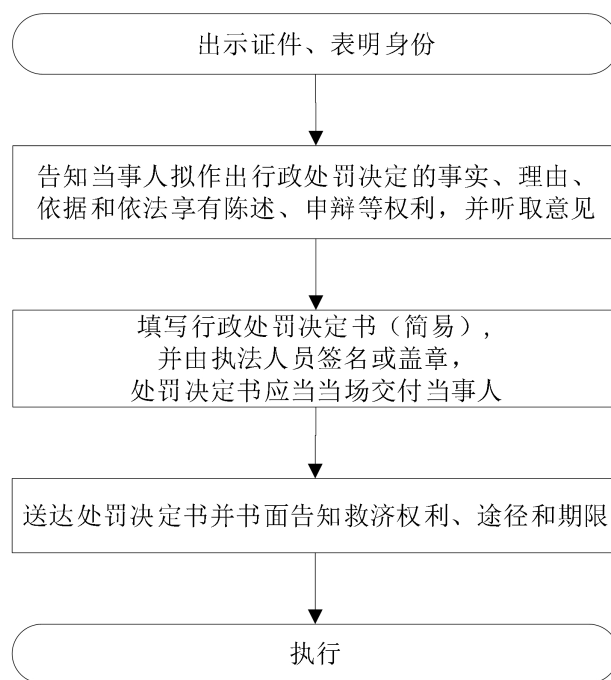 出示证件、表明身份
告知当事人拟作出行政处罚决定的事实、理由、
依据和依法享有陈述、申辩等权利，并听取意见
填写行政处罚决定书（简易），
并由执法人员签名或盖章，
处罚决定书应当当场交付当事人
送达处罚决定书并书面告知救济权利、途径和期限
执行